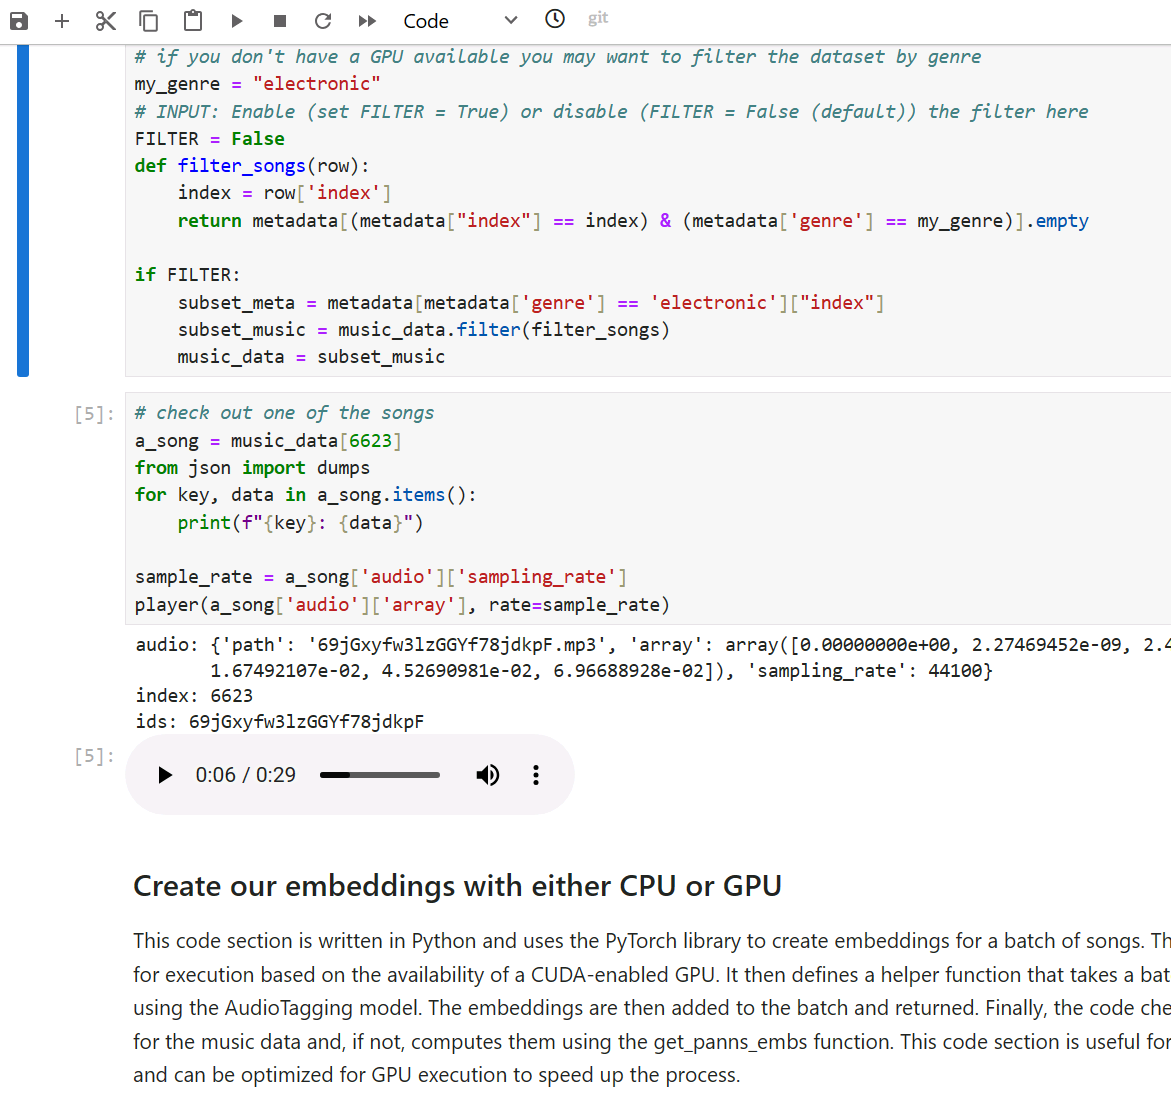 Code git
# if you don't have a GPU available you may want to filter the dataset by genre
my_genre = "electronic"
# INPUT: Enable (set FILTER = True) or disable (FILTER = False (default)) the filter here
FILTER = False
def filter_songs(row):
    index = row['index']
    return metadata[(metadata["index"] == index) & (metadata['genre'] == my_genre)].empty
if FILTER:
    subset_meta = metadata[metadata['genre'] == 'electronic']["index"]
    subset_music = music_data.filter(filter_songs)
    music_data = subset_music
[5]: # check out one of the songs
a_song = music_data[6623]
from json import dumps
for key, data in a_song.items():
    print(f"{key}: {data}")
sample_rate = a_song['audio']['sampling_rate']
player(a_song['audio']['array'], rate=sample_rate)
audio: {'path': '69jGxyfw3lzGGYf78jdkpF.mp3', 'array': array([0.00000000e+00, 2.27469452e-09, 2.4
       1.67492107e-02, 4.52690981e-02, 6.96688928e-02]), 'sampling_rate': 44100}
index: 6623
ids: 69jGxyfw3lzGGYf78jdkpF
[5]:
0:06 / 0:29
Create our embeddings with either CPU or GPU
This code section is written in Python and uses the PyTorch library to create embeddings for a batch of songs. Th
for execution based on the availability of a CUDA-enabled GPU. It then defines a helper function that takes a bat
using the AudioTagging model. The embeddings are then added to the batch and returned. Finally, the code che
for the music data and, if not, computes them using the get_panns_embs function. This code section is useful for
and can be optimized for GPU execution to speed up the process.